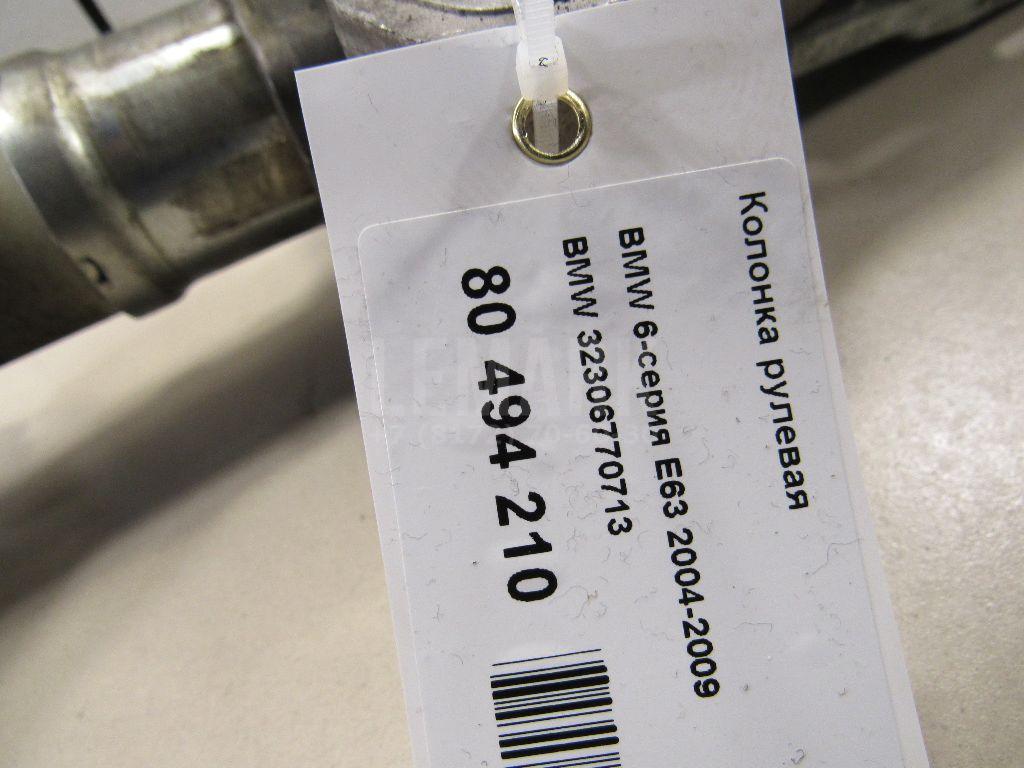 Колонка рулевая
BMW 6-серия E63 2004-2009
BMW 32306770713
80 494 210